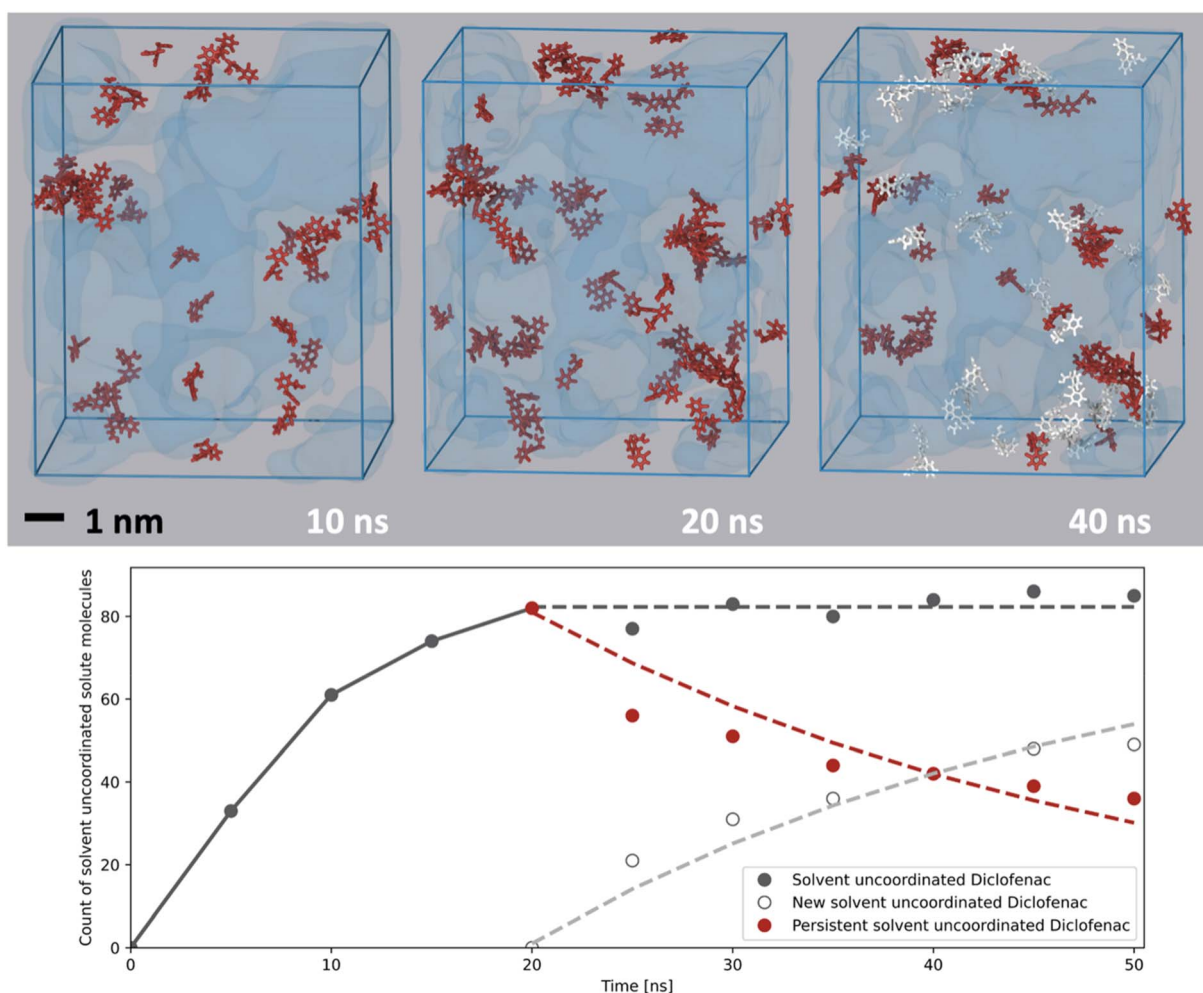 1 nm 10 ns 20 ns 40 ns
Count of solvent uncoordinated solute molecules
80
60
40
20
0
Solvent uncoordinated Diclofenac
New solvent uncoordinated Diclofenac
Persistent solvent uncoordinated Diclofenac
0 10 20 30 40 50
Time [ns]